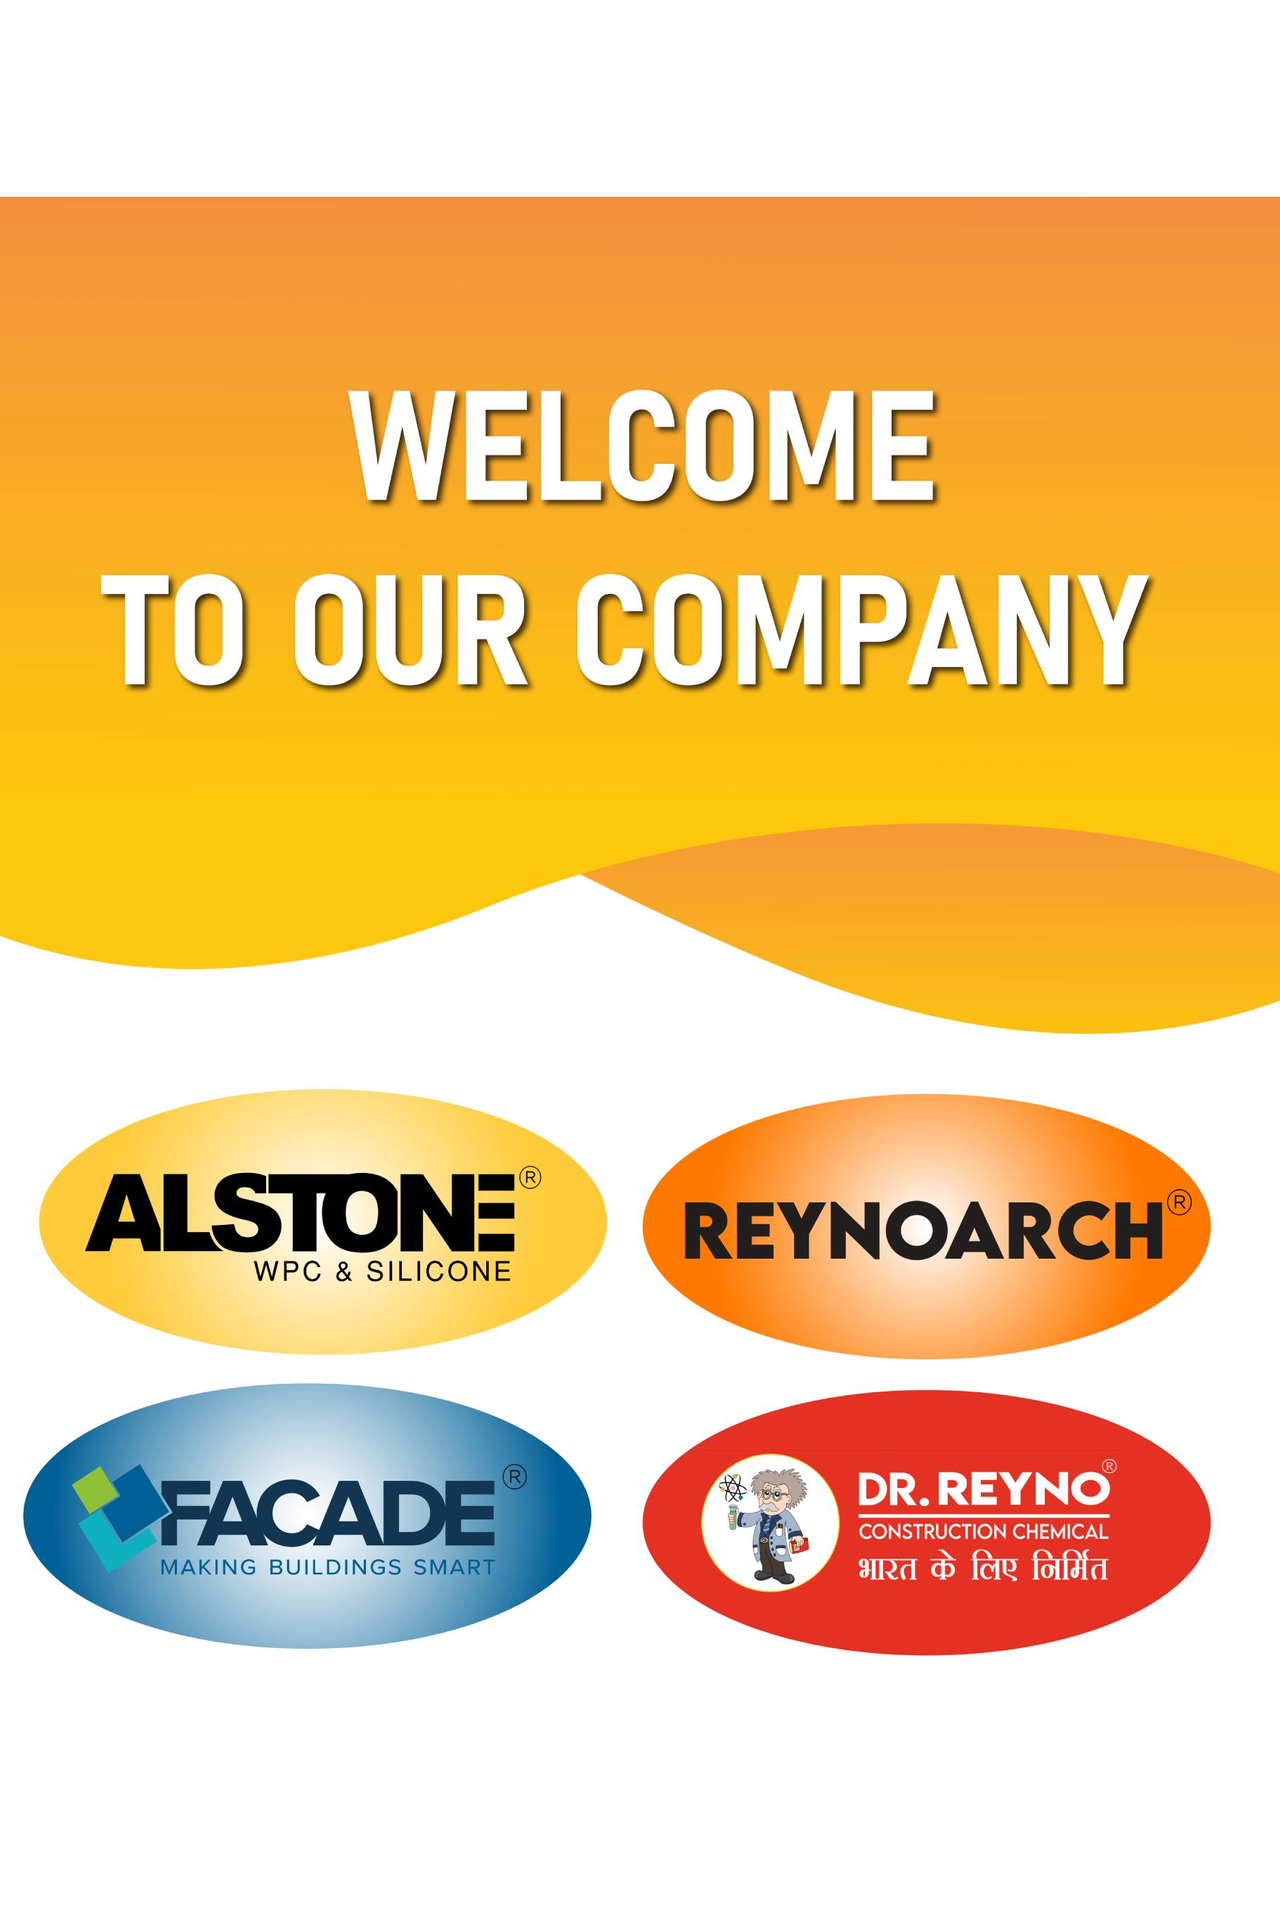 WELCOME
TO OUR COMPANY
ALSTONE®
WPC & SILICONE
REYNOARCH®
FACADE®
MAKING BUILDINGS SMART
DR. REYNO®
CONSTRUCTION CHEMICAL
भारत के लिए निर्मित